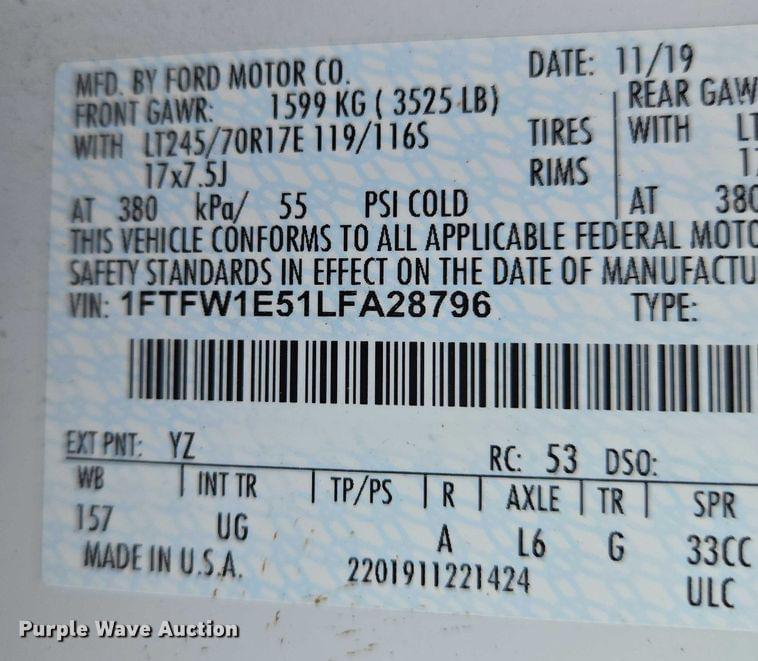 MFD. BY FORD MOTOR CO.
DATE: 11/19
FRONT GAWR: 1599 KG ( 3525 LB)
REAR GAW
WITH LT245/70R17E 119/116S TIRES
WITH LT
17x7.5J RIMS
17
AT 380 kPa/ 55 PSI COLD
AT 380
THIS VEHICLE CONFORMS TO ALL APPLICABLE FEDERAL MOTO
SAFETY STANDARDS IN EFFECT ON THE DATE OF MANUFACTU
VIN: 1FTFW1E51LFA28796 TYPE:
EXT PNT: YZ RC: 53 DSO:
WB INT TR TP/PS R AXLE TR SPR
157 UG A L6 G 33CC
MADE IN U.S.A. 2201911221424 ULC
Purple Wave Auction